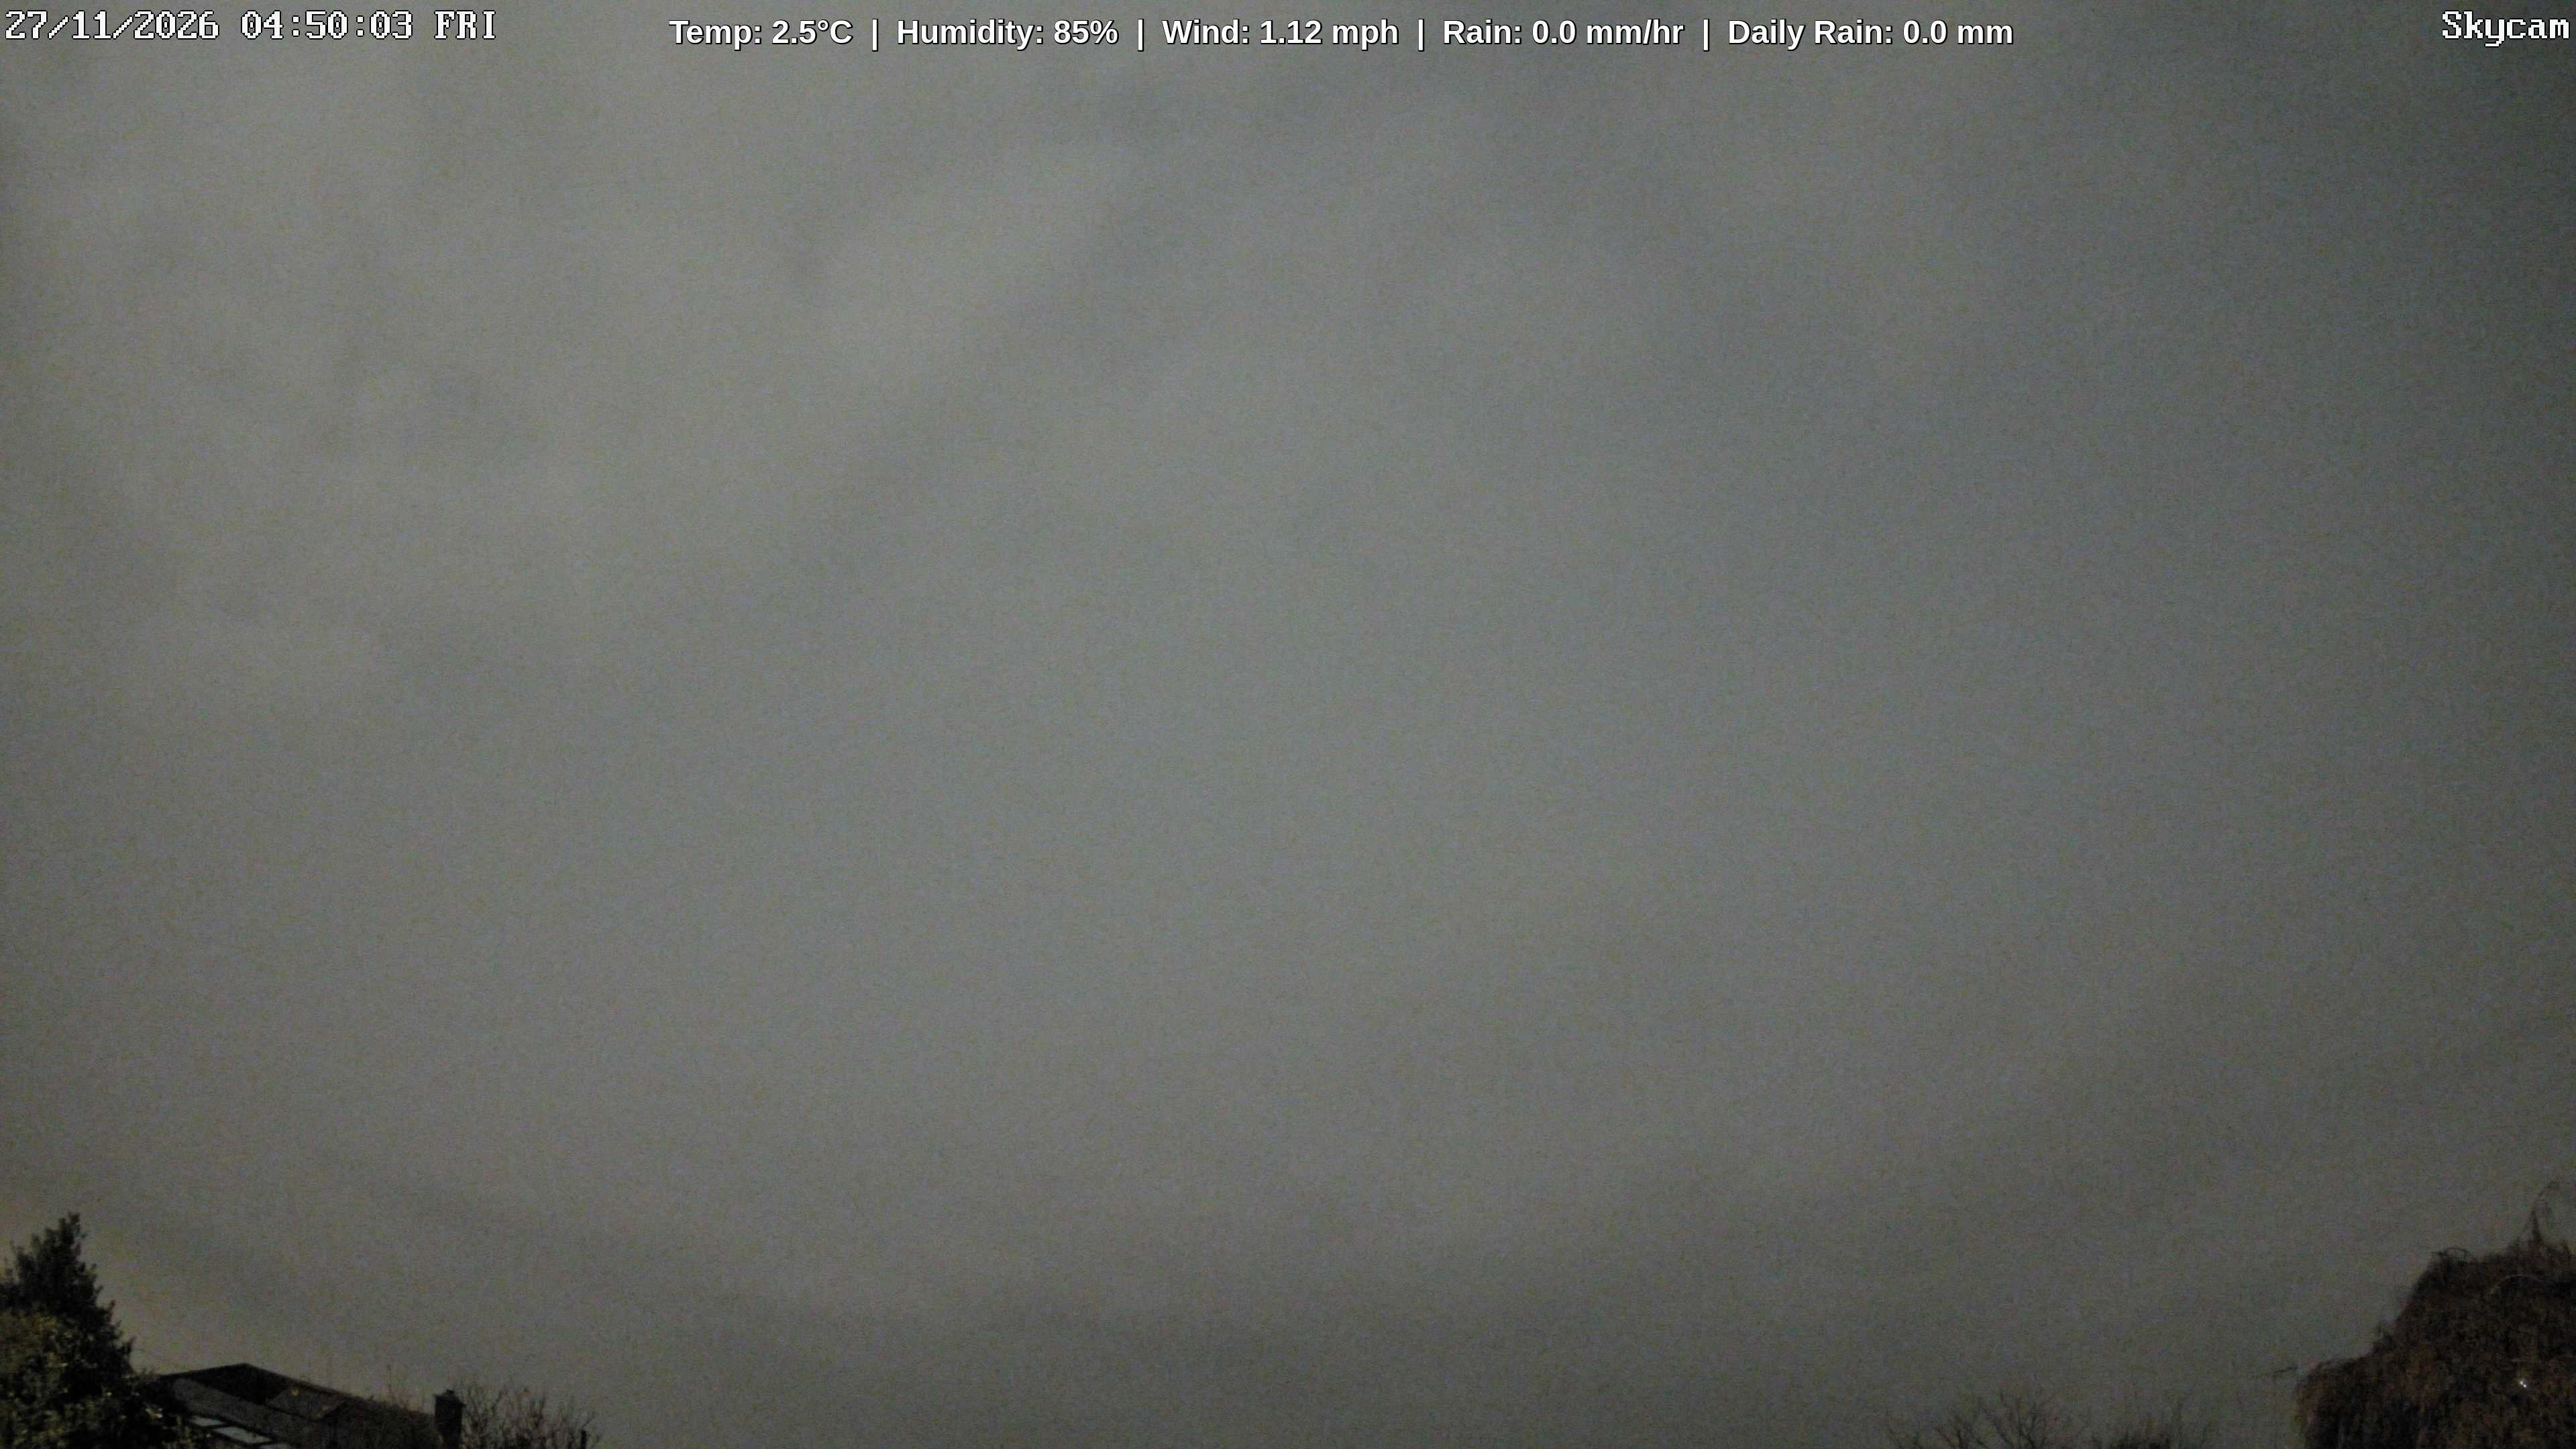 27/11/2026 04:50:03 FRI
Temp: 2.5°C | Humidity: 85% | Wind: 1.12 mph | Rain: 0.0 mm/hr | Daily Rain: 0.0 mm
Skycam